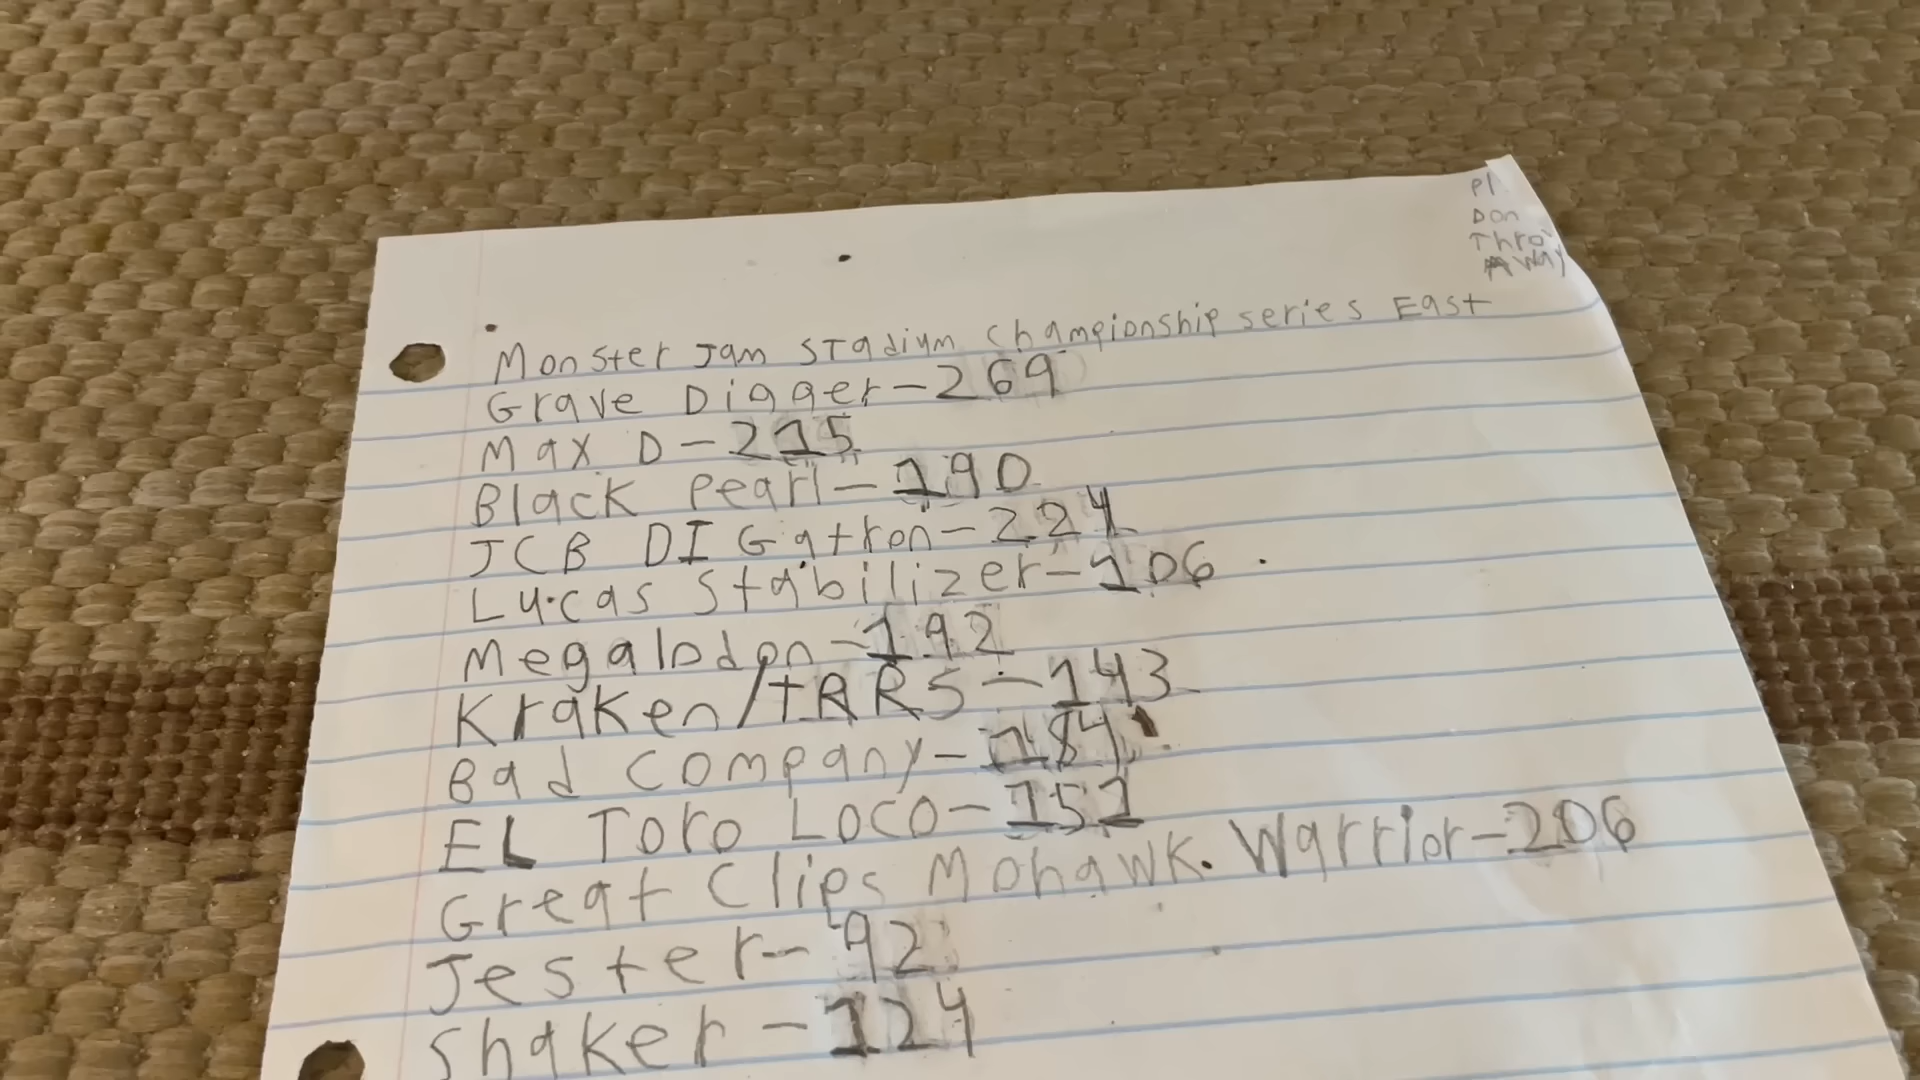 Pl
Don
Thro
Away
Monster Jam Stadium Championship series East
Grave Digger-269
Max D-215
Black Pearl-190
JCB DIGatron-224
Lucas Stabilizer-106
Megalodon-192
Kraken/TRRS-143
Bad Company-184
EL Toro Loco-151
Great Clips Mohawk Warrior-206
Jester-92
Shaker-124